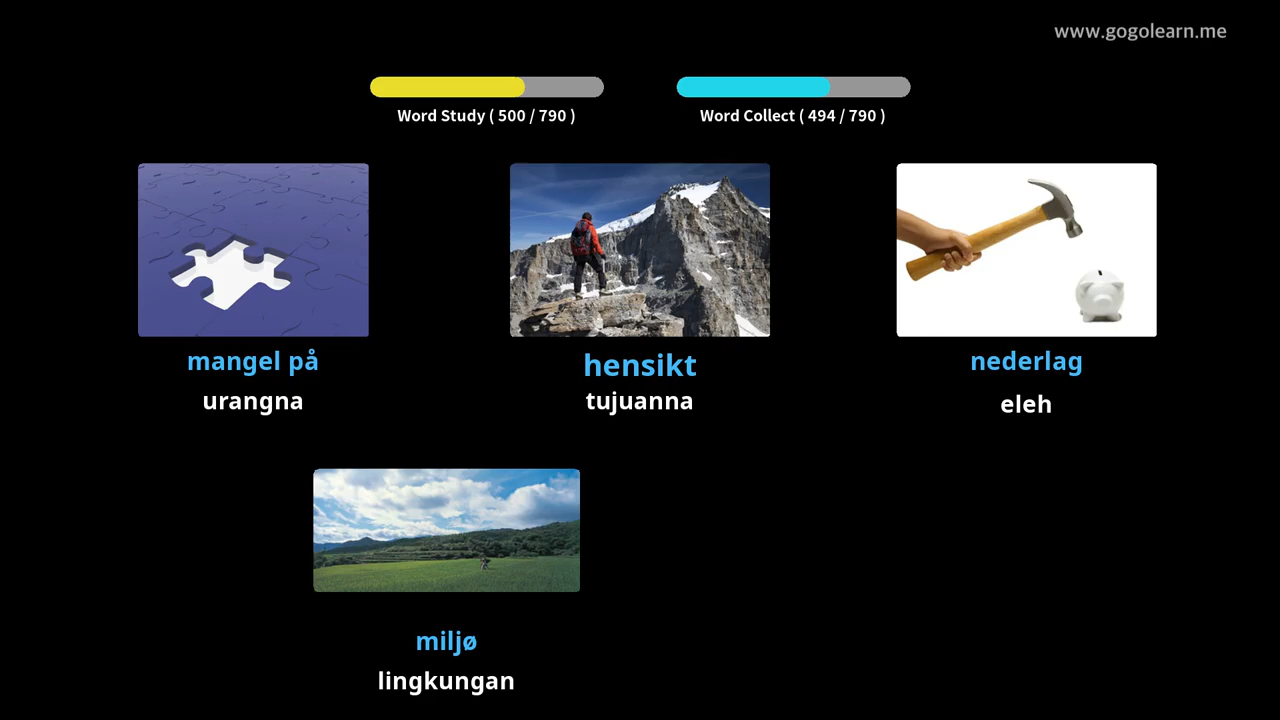 www.gogolearn.me
Word Study ( 500 / 790 )
Word Collect ( 494 / 790 )
mangel på
urangna
hensikt
tujuanna
nederlag
eleh
miljø
lingkungan